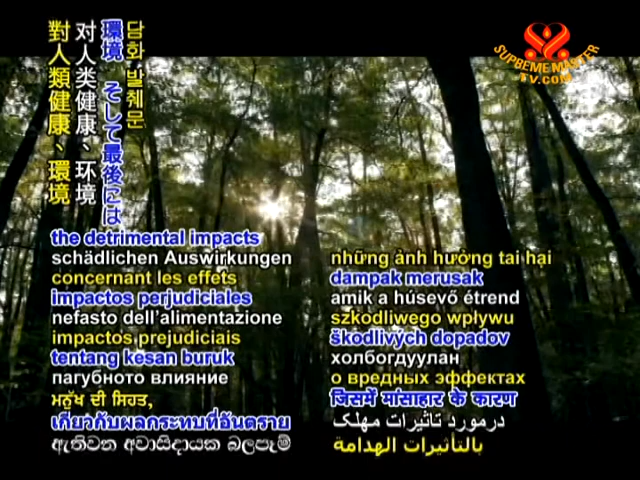 SUPREME MASTER
TV.COM
對人類健康、環境
对人类健康、环境
環境　そして最後には
담화 발췌문
the detrimental impacts
schädlichen Auswirkungen
concernant les effets
impactos perjudiciales
nefasto dell'alimentazione
impactos prejudiciais
tentang kesan buruk
пагубното влияние
ਮਨੁੱਖ ਦੀ ਸਿਹਤ,
เกี่ยวกับผลกระทบที่อันตราย
ඇතිවන අවාසිදායක බලපෑම්
những ảnh hưởng tai hại
dampak merusak
amik a húsevő étrend
szkodliwego wpływu
škodlivých dopadov
холбогдуулан
о вредных эффектах
जिसमें मांसाहार के कारण
درمورد تاثیرات مهلک
بالتأثيرات الهدامة